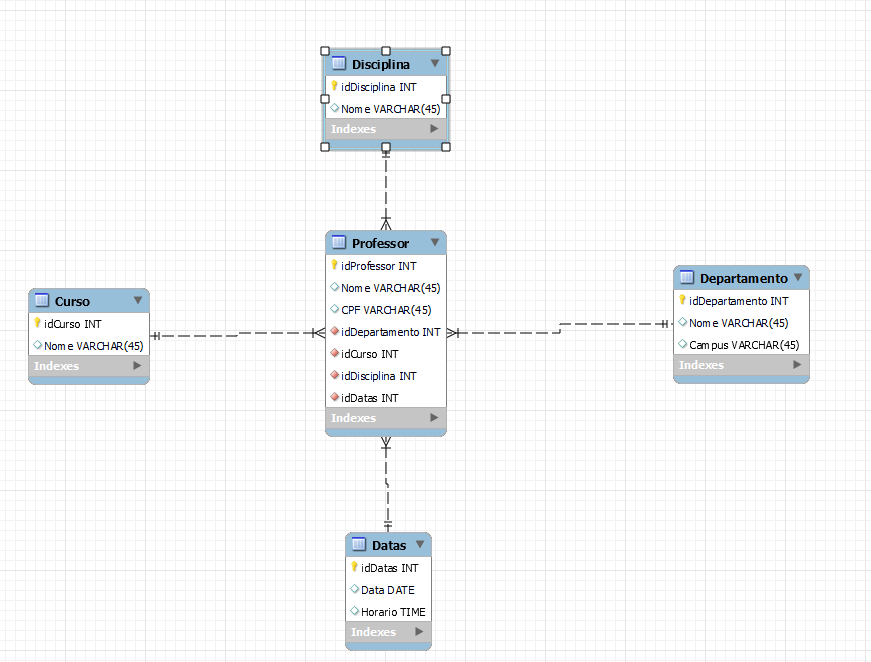 Disciplina
idDisciplina INT
Nome VARCHAR(45)
Indexes
Professor
idProfessor INT
Nome VARCHAR(45)
CPF VARCHAR(45)
idDepartamento INT
idCurso INT
idDisciplina INT
idDatas INT
Indexes
Curso
idCurso INT
Nome VARCHAR(45)
Indexes
Departamento
idDepartamento INT
Nome VARCHAR(45)
Campus VARCHAR(45)
Indexes
Datas
idDatas INT
Data DATE
Horario TIME
Indexes